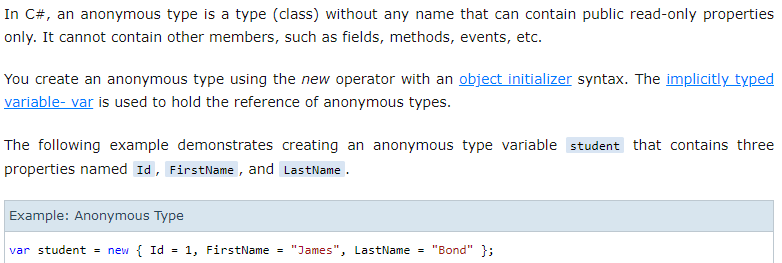 In C#, an anonymous type is a type (class) without any name that can contain public read-only properties
only. It cannot contain other members, such as fields, methods, events, etc.
You create an anonymous type using the new operator with an object initializer syntax. The implicitly typed
variable- var is used to hold the reference of anonymous types.
The following example demonstrates creating an anonymous type variable student that contains three
properties named Id, FirstName, and LastName.
Example: Anonymous Type
var student = new { Id = 1, FirstName = "James", LastName = "Bond" };